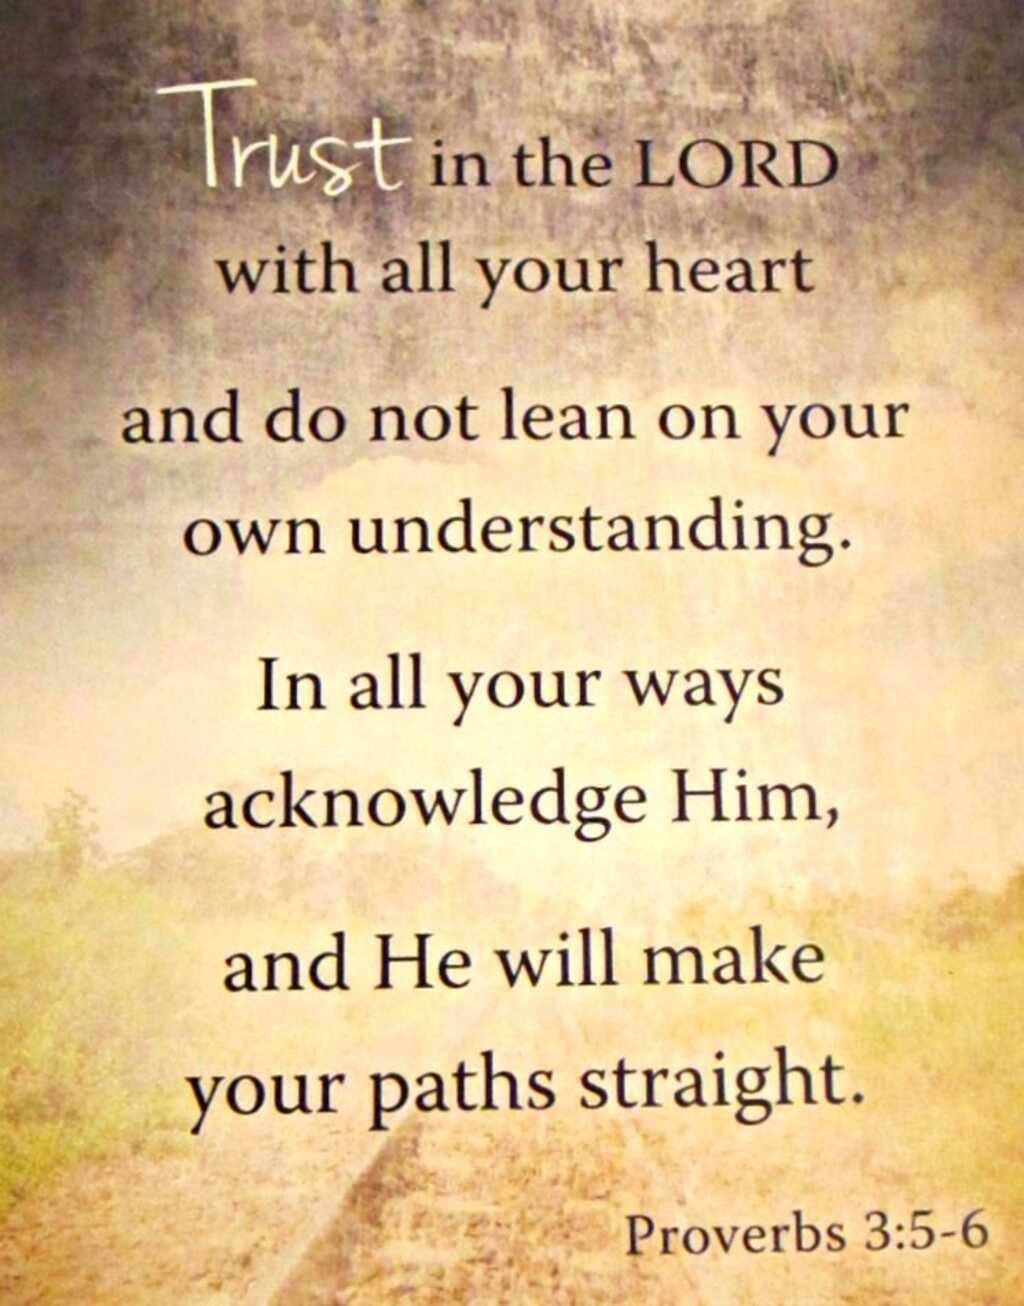 Trust in the LORD
with all your heart
and do not lean on your
own understanding.
In all your ways
acknowledge Him,
and He will make
your paths straight.
Proverbs 3:5-6